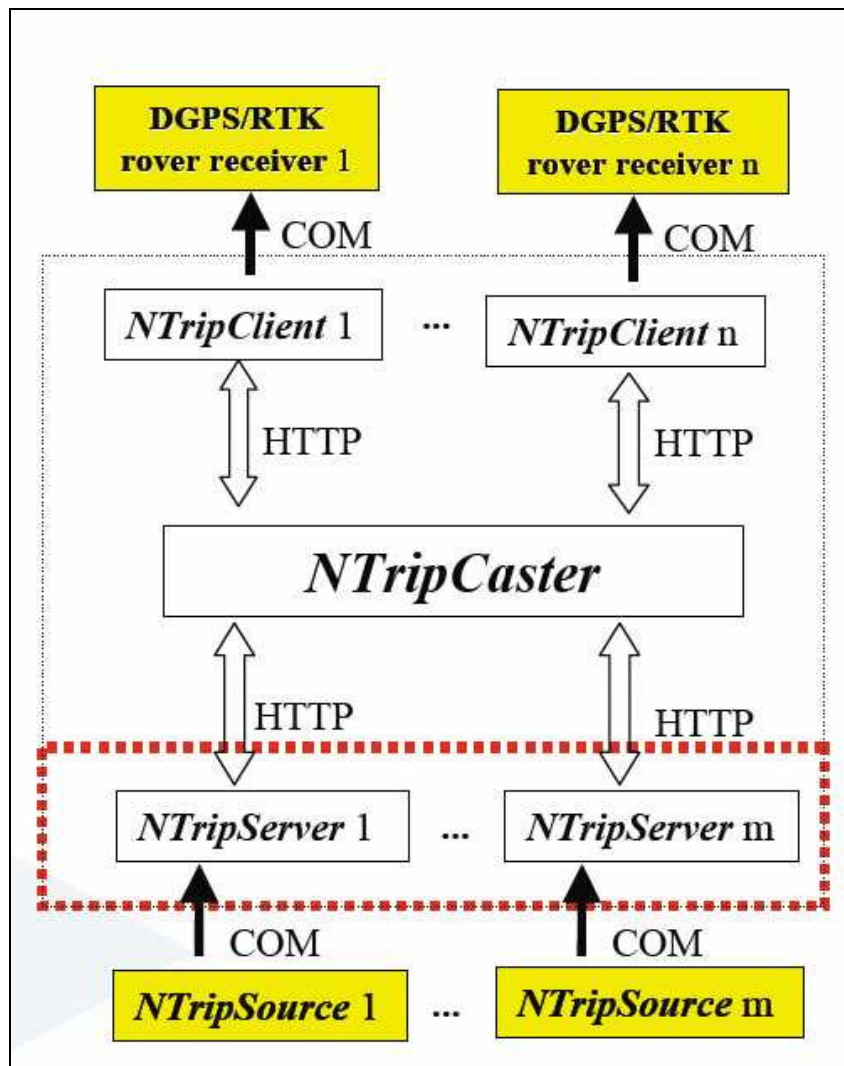 DGPS/RTK
rover receiver 1
DGPS/RTK
rover receiver n
COM
COM
NTripClient 1
...
NTripClient n
HTTP
HTTP
NTripCaster
HTTP
HTTP
NTripServer 1
...
NTripServer m
COM
COM
NTripSource 1
...
NTripSource m